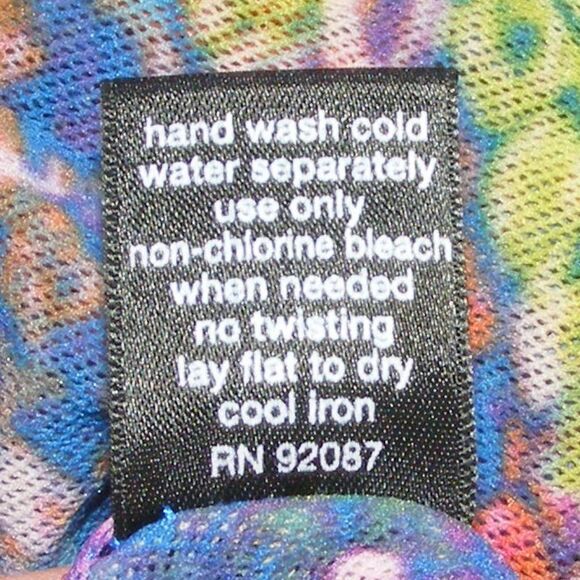 hand wash cold
water separately
use only
non-chlorine bleach
when needed
no twisting
lay flat to dry
cool iron
RN 92087